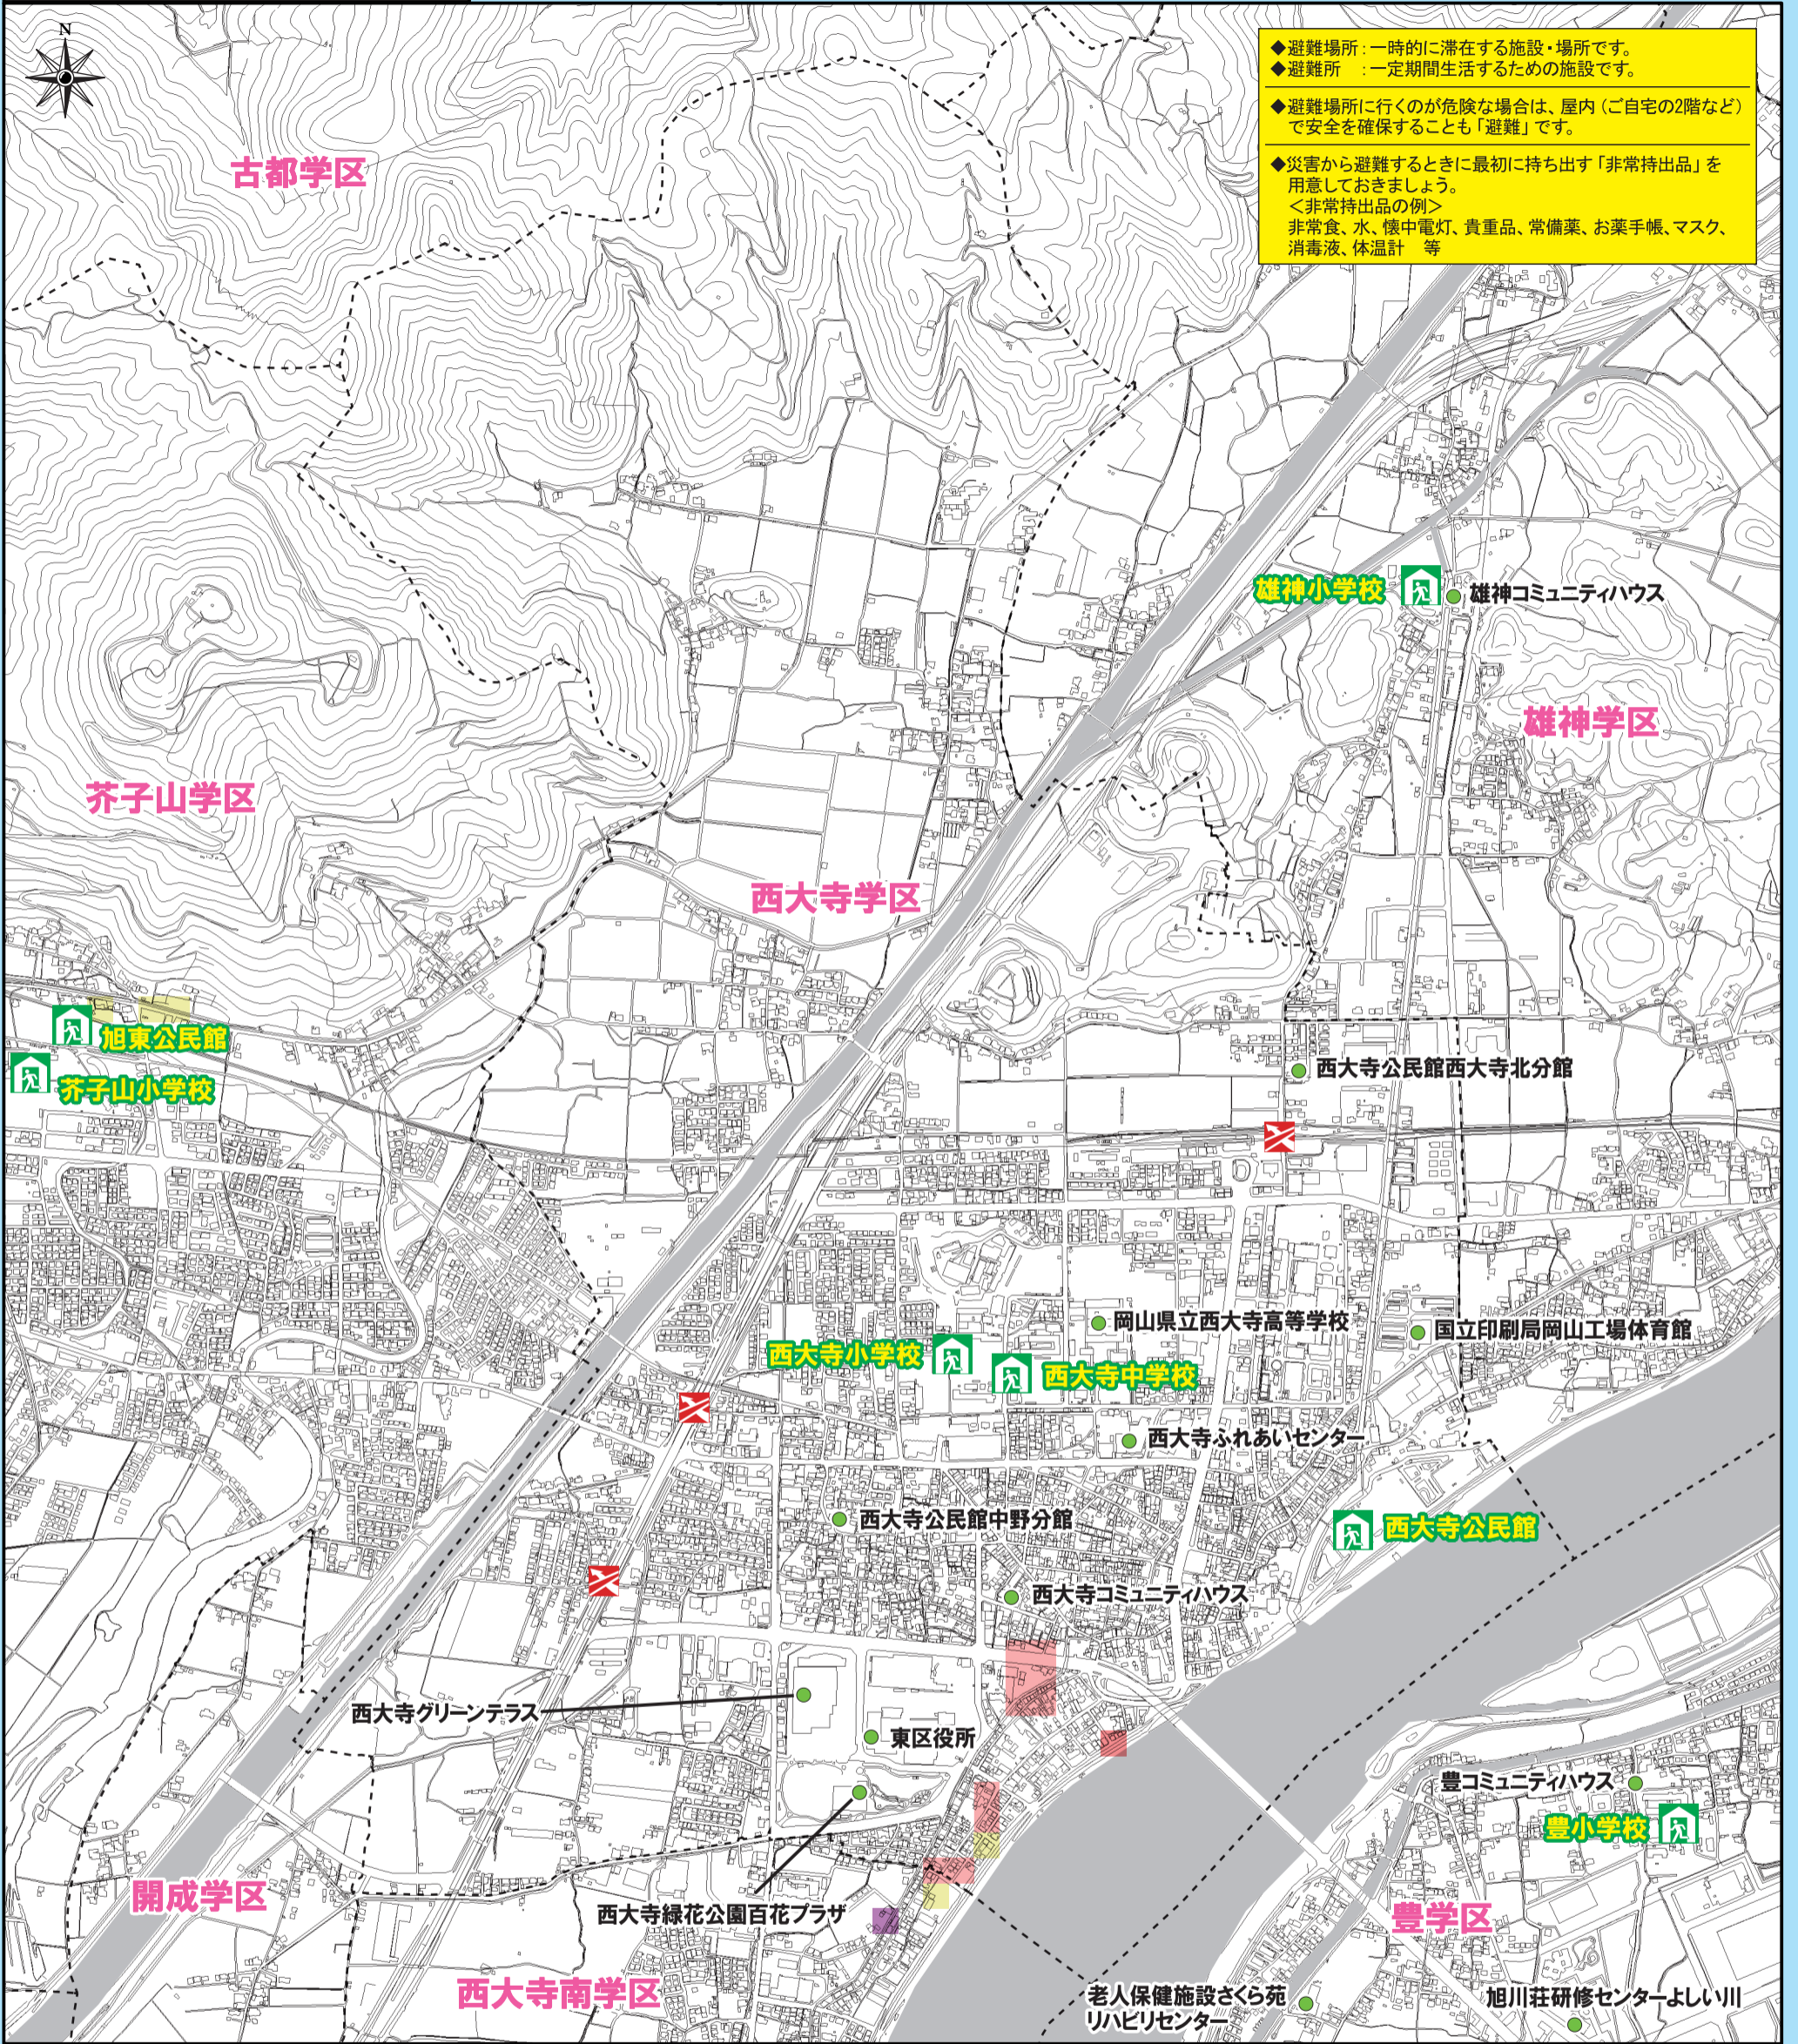 N
◆避難場所：一時的に滞在する施設・場所です。
◆避難所　：一定期間生活するための施設です。
◆避難場所に行くのが危険な場合は、屋内（ご自宅の2階など）
で安全を確保することも「避難」です。
◆災害から避難するときに最初に持ち出す「非常持出品」を
用意しておきましょう。
＜非常持出品の例＞
非常食、水、懐中電灯、貴重品、常備薬、お薬手帳、マスク、
消毒液、体温計　等
古都学区
雄神小学校
雄神コミュニティハウス
雄神学区
芥子山学区
西大寺学区
旭東公民館
芥子山小学校
西大寺公民館西大寺北分館
岡山県立西大寺高等学校
国立印刷局岡山工場体育館
西大寺小学校
西大寺中学校
西大寺ふれあいセンター
西大寺公民館中野分館
西大寺公民館
西大寺コミュニティハウス
西大寺グリーンテラス
東区役所
豊コミュニティハウス
豊小学校
開成学区
西大寺緑花公園百花プラザ
豊学区
西大寺南学区
老人保健施設さくら苑
リハビリセンター
旭川荘研修センターよしい川